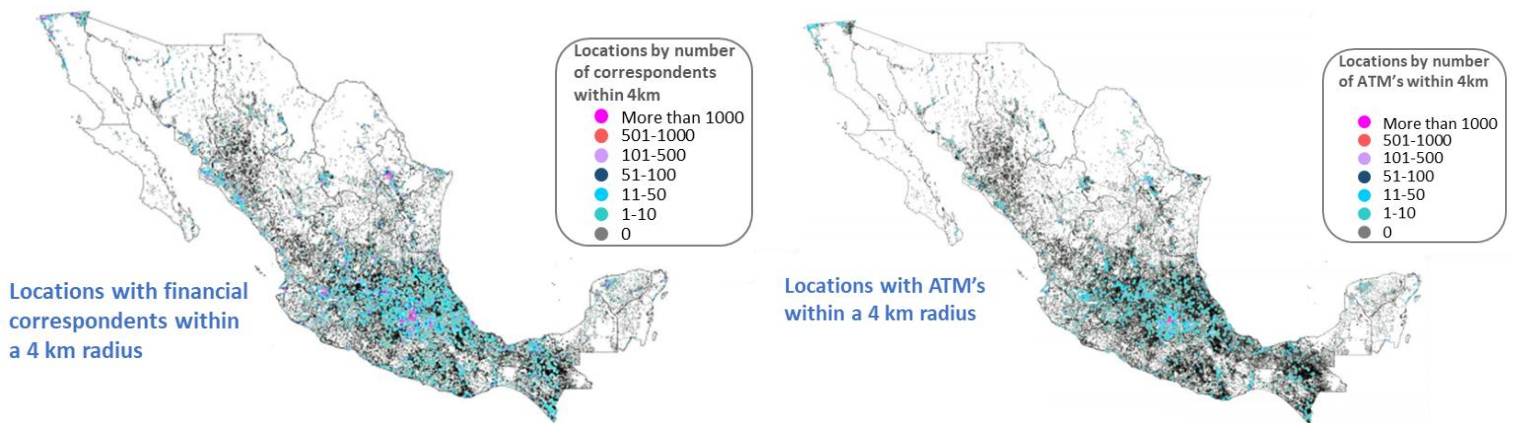 Locations by number
of correspondents
within 4km
More than 1000
501-1000
101-500
51-100
11-50
1-10
0
Locations with financial
correspondents within
a 4 km radius
Locations by number
of ATM's within 4km
More than 1000
501-1000
101-500
51-100
11-50
1-10
0
Locations with ATM's
within a 4 km radius